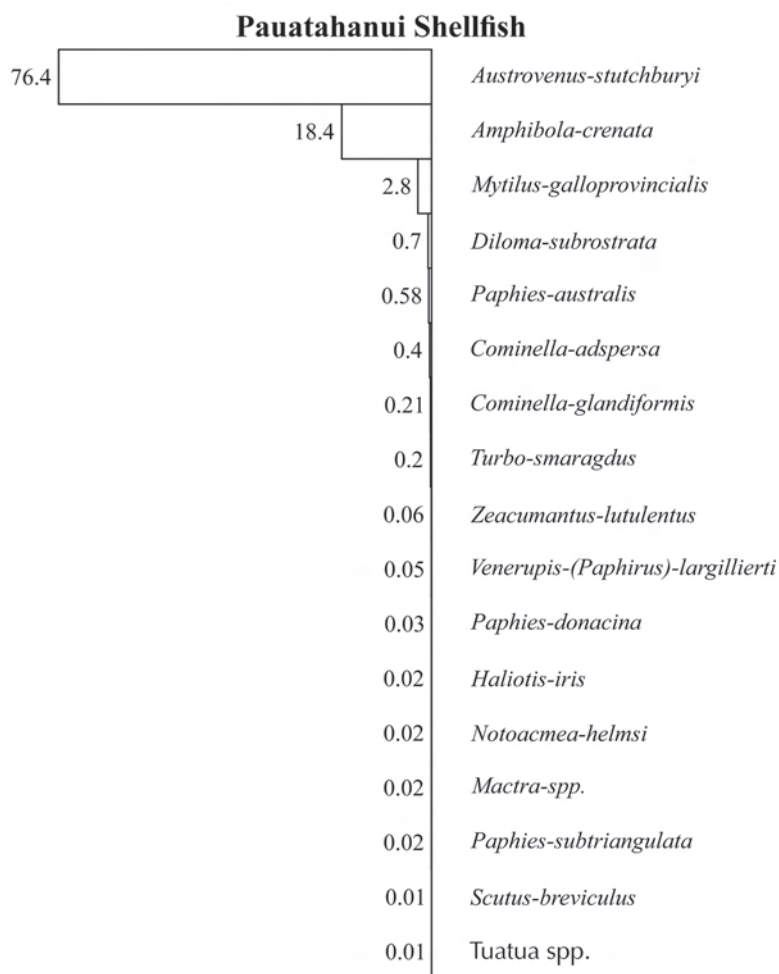 Pauatahanui Shellfish
76.4 Austrovenus-stutchburyi
18.4 Amphibola-crenata
2.8 Mytilus-galloprovincialis
0.7 Diloma-subrostrata
0.58 Paphies-australis
0.4 Cominella-adspersa
0.21 Cominella-glandiformis
0.2 Turbo-smaragdus
0.06 Zeacumantus-lutulentus
0.05 Venerupis-(Paphirus)-largillierti
0.03 Paphies-donacina
0.02 Haliotis-iris
0.02 Notoacmea-helmsi
0.02 Mactra-spp.
0.02 Paphies-subtriangulata
0.01 Scutus-breviculus
0.01 Tuatua spp.